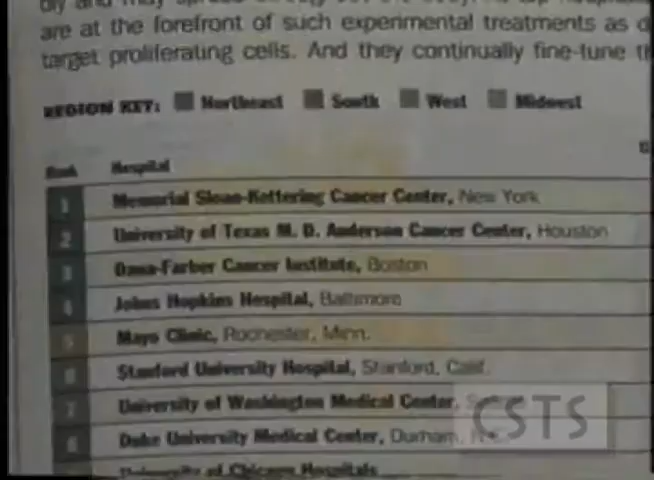 are at the forefront of such experimental treatments as
target proliferating cells. And they continually fine-tune
REGION KEY: Northeast South West Midwest
Rank Hospital
1 Memorial Sloan-Kettering Cancer Center, New York
2 University of Texas M. D. Anderson Cancer Center, Houston
3 Dana-Farber Cancer Institute, Boston
4 Johns Hopkins Hospital, Baltimore
5 Mayo Clinic, Rochester, Minn.
6 Stanford University Hospital, Stanford, Calif.
7 University of Washington Medical Center,
8 Duke University Medical Center, Durham, N.C.
University of Chicago Hospitals
CSTS